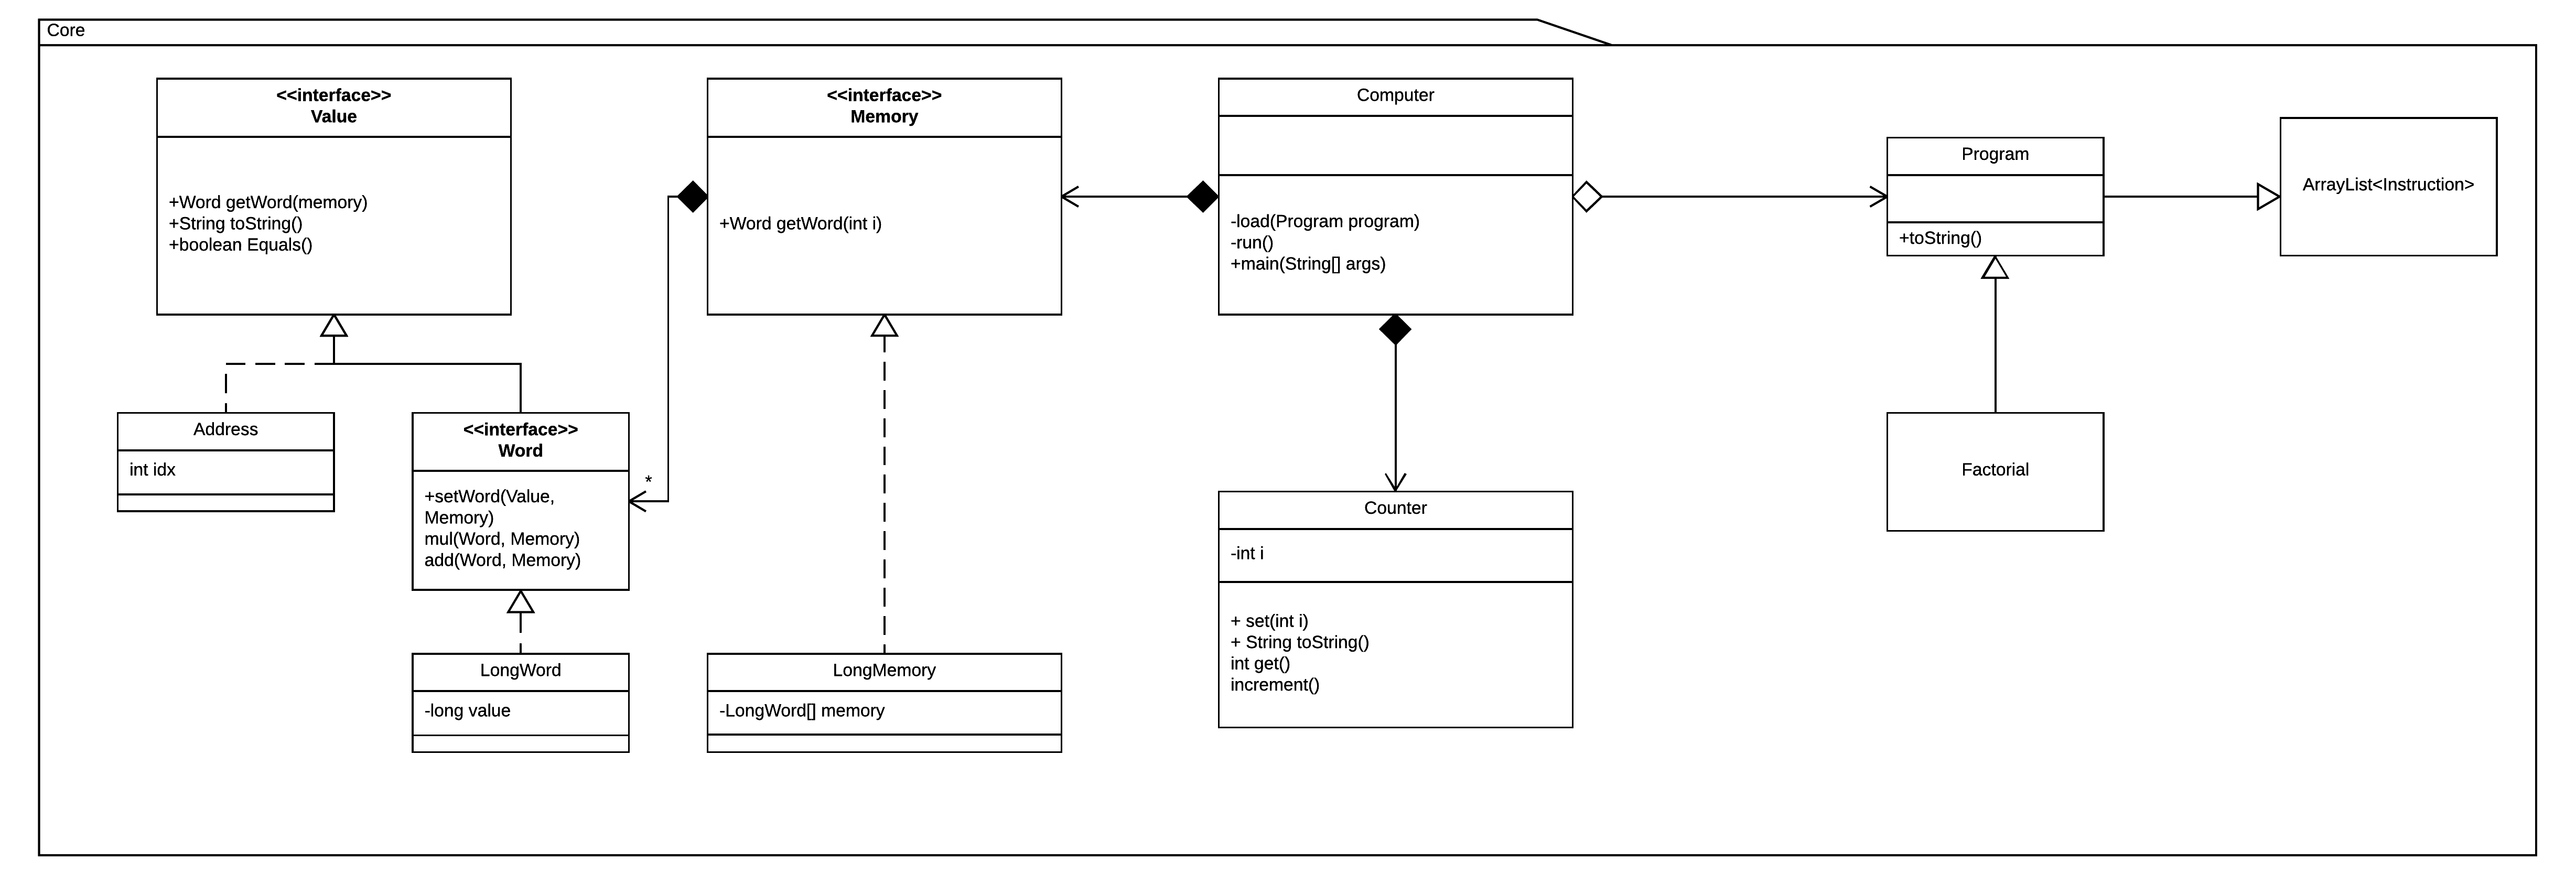 Core
<<interface>>
Value
+Word getWord(memory)
+String toString()
+boolean Equals()
<<interface>>
Memory
+Word getWord(int i)
Computer
-load(Program program)
-run()
+main(String[] args)
Program
+toString()
ArrayList<Instruction>
Address
int idx
<<interface>>
Word
+setWord(Value,
Memory)
mul(Word, Memory)
add(Word, Memory)
*
LongWord
-long value
LongMemory
-LongWord[] memory
Counter
-int i
+ set(int i)
+ String toString()
int get()
increment()
Factorial